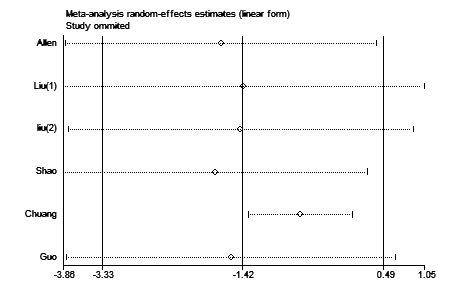 Meta-analysis random-effects estimates (linear form)
Study ommited
Allen
Liu(1)
liu(2)
Shao
Chuang
Guo
-3.86 -3.33 -1.42 0.49 1.05